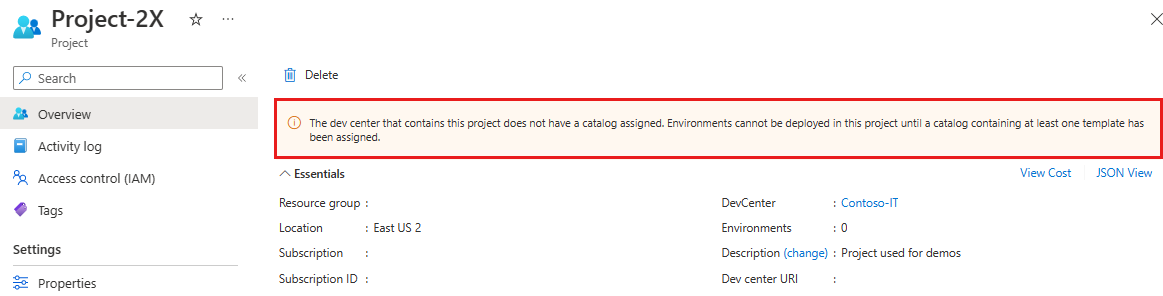 Project-2X
...
Project
Search
«
Delete
Overview
The dev center that contains this project does not have a catalog assigned. Environments cannot be deployed in this project until a catalog containing at least one template has
been assigned.
Activity log
Access control (IAM)
Tags
Settings
Properties
Essentials
View Cost
JSON View
Resource group :
Location : East US 2
Subscription :
Subscription ID :
DevCenter : Contoso-IT
Environments : 0
Description (change) : Project used for demos
Dev center URI :